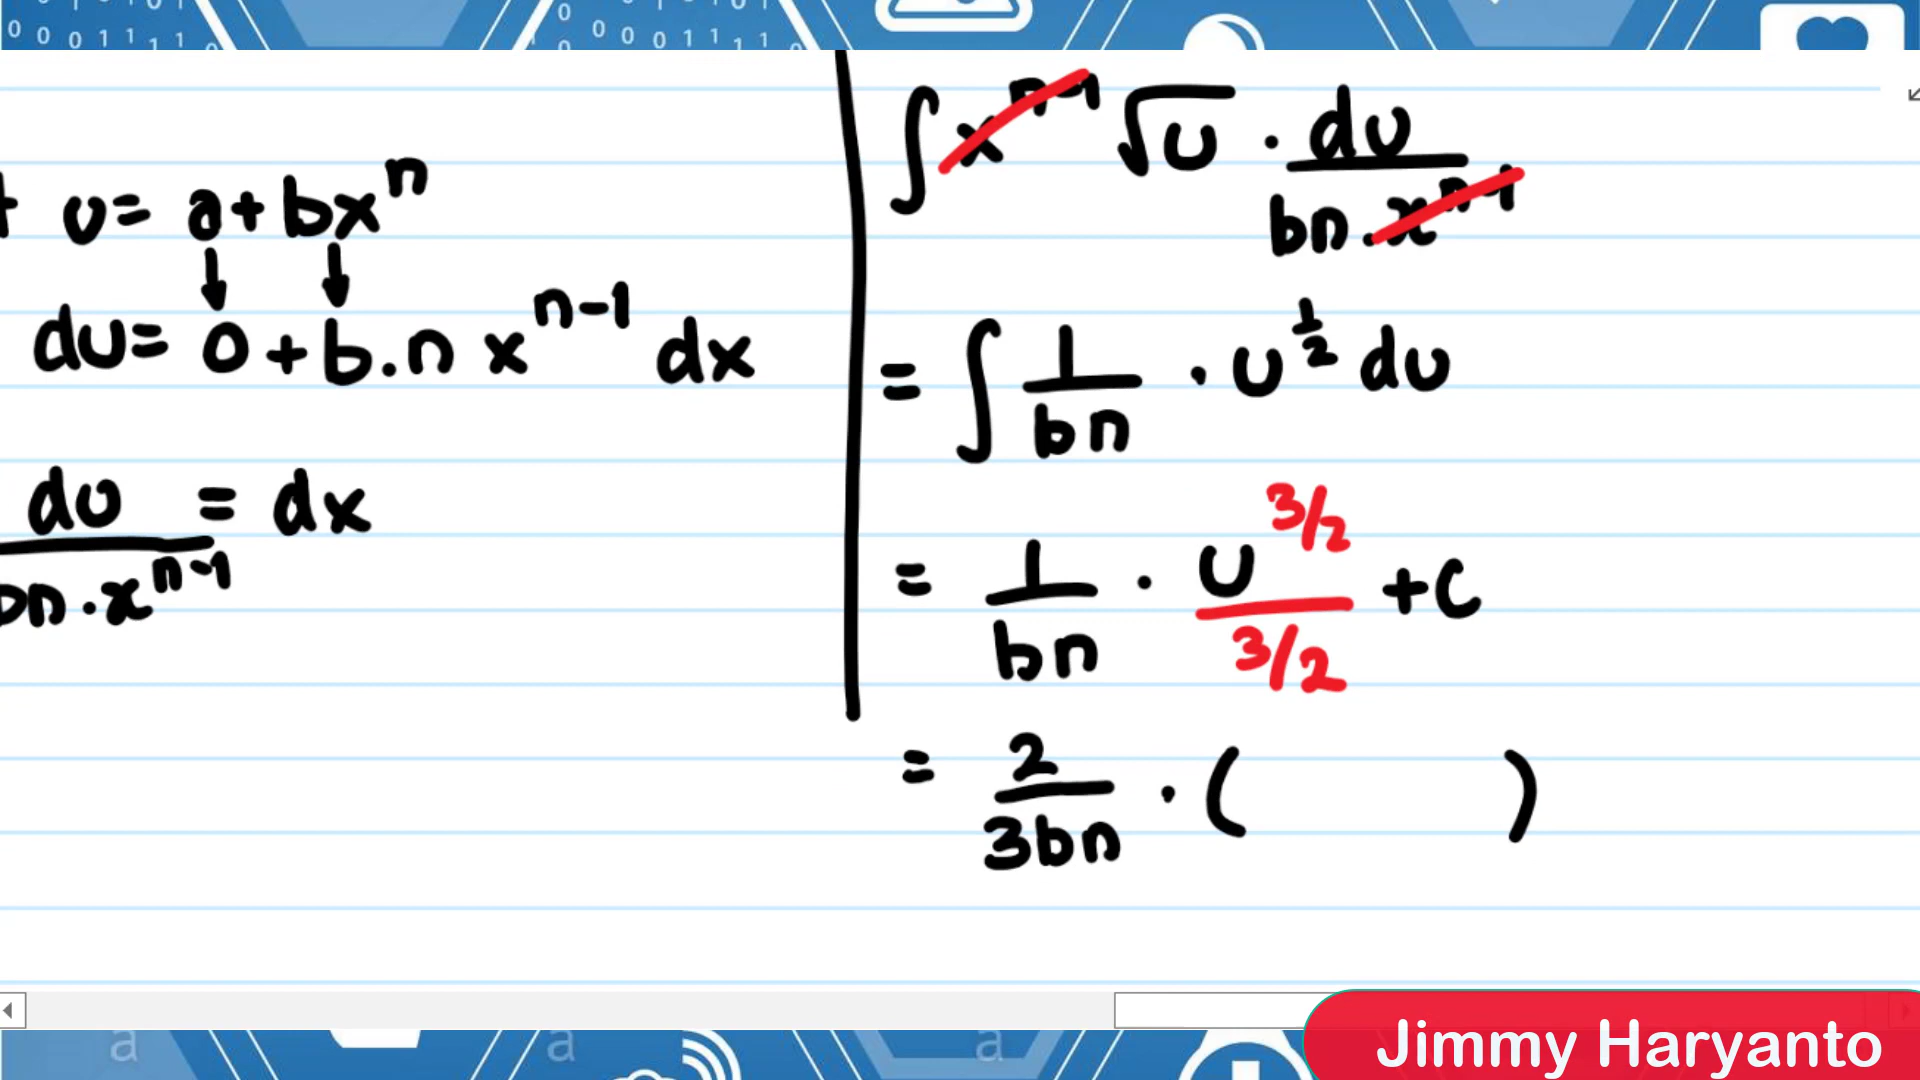 u = a + bx^n
du = 0 + b.n x^{n-1} dx
du/(bn.x^{n-1}) = dx
∫ x^{n-1} √u · du/(bn.x^{n-1})
= ∫ 1/bn · u^{1/2} du
= 1/bn · u^{3/2}/(3/2) + c
= 2/3bn · ( )
Jimmy Haryanto